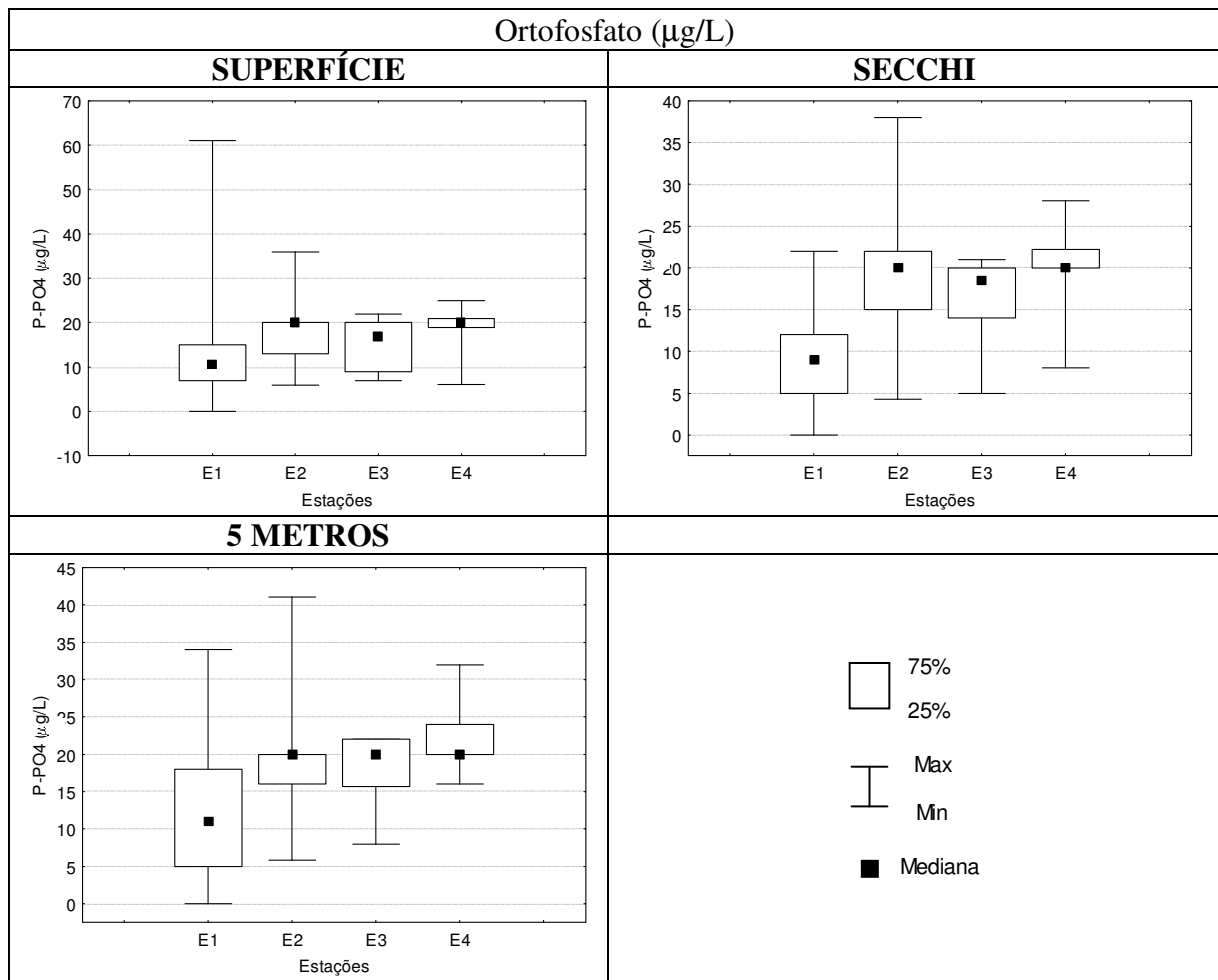 Ortofosfato (µg/L)
SUPERFÍCIE
SECCHI
70
60
50
40
30
20
10
0
-10
P-PO4 (µg/L)
E1 E2 E3 E4
Estações
40
35
30
25
20
15
10
5
0
P-PO4 (µg/L)
E1 E2 E3 E4
Estações
5 METROS
45
40
35
30
25
20
15
10
5
0
P-PO4 (µg/L)
E1 E2 E3 E4
Estações
75%
25%
Max
Min
Mediana